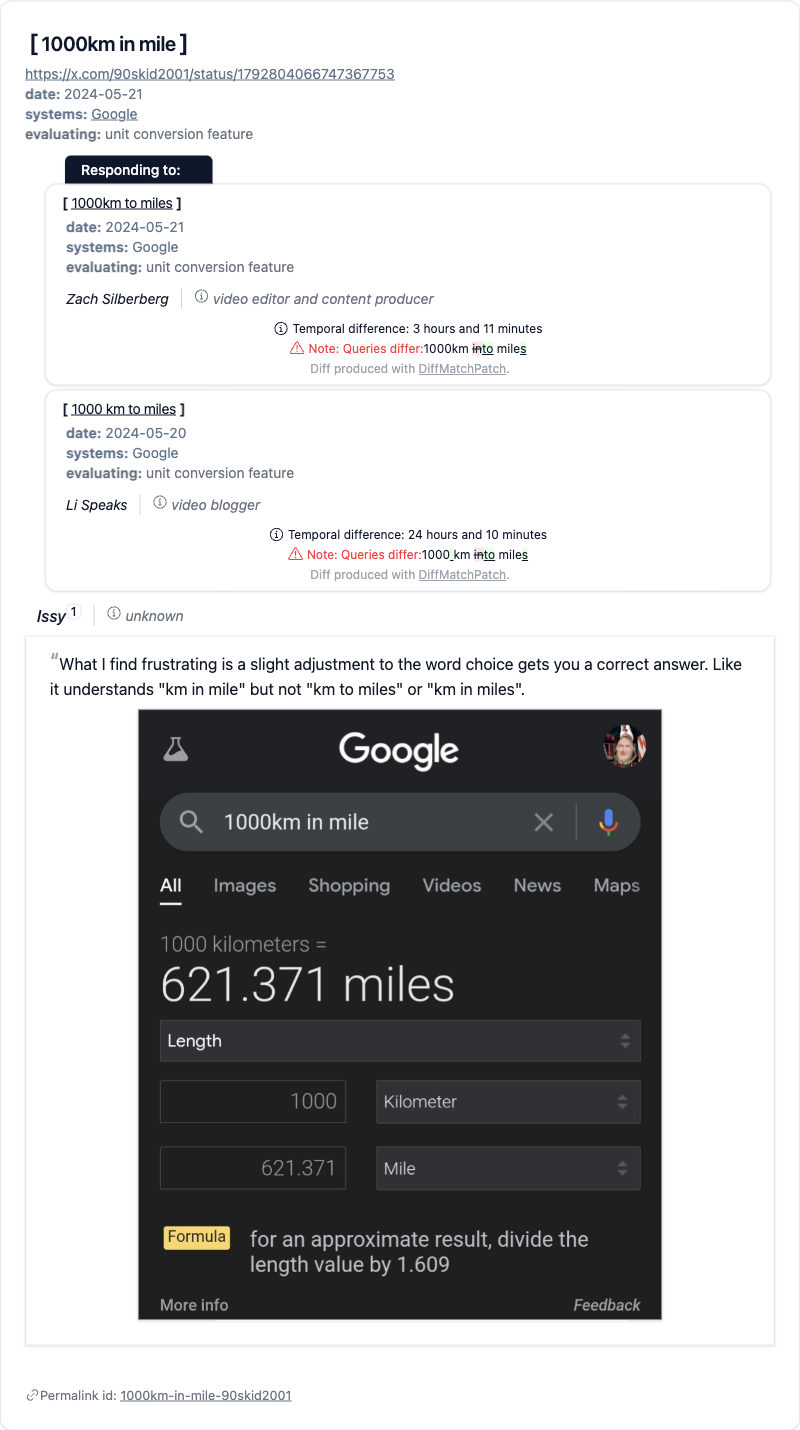 [ 1000km in mile ]
https://x.com/90skid2001/status/1792804066747367753
date: 2024-05-21
systems: Google
evaluating: unit conversion feature
Responding to:
[ 1000km to miles ]
date: 2024-05-21
systems: Google
evaluating: unit conversion feature
Zach Silberberg
video editor and content producer
Temporal difference: 3 hours and 11 minutes
Note: Queries differ:1000km into miles
Diff produced with DiffMatchPatch.
[ 1000 km to miles ]
date: 2024-05-20
systems: Google
evaluating: unit conversion feature
Li Speaks
video blogger
Temporal difference: 24 hours and 10 minutes
Note: Queries differ:1000 km into miles
Diff produced with DiffMatchPatch.
Issy 1
unknown
“What I find frustrating is a slight adjustment to the word choice gets you a correct answer. Like
it understands "km in mile" but not "km to miles" or "km in miles".
Google
1000km in mile
All Images Shopping Videos News Maps
1000 kilometers =
621.371 miles
Length
1000 Kilometer
621.371 Mile
Formula for an approximate result, divide the
length value by 1.609
More info Feedback
Permalink id: 1000km-in-mile-90skid2001